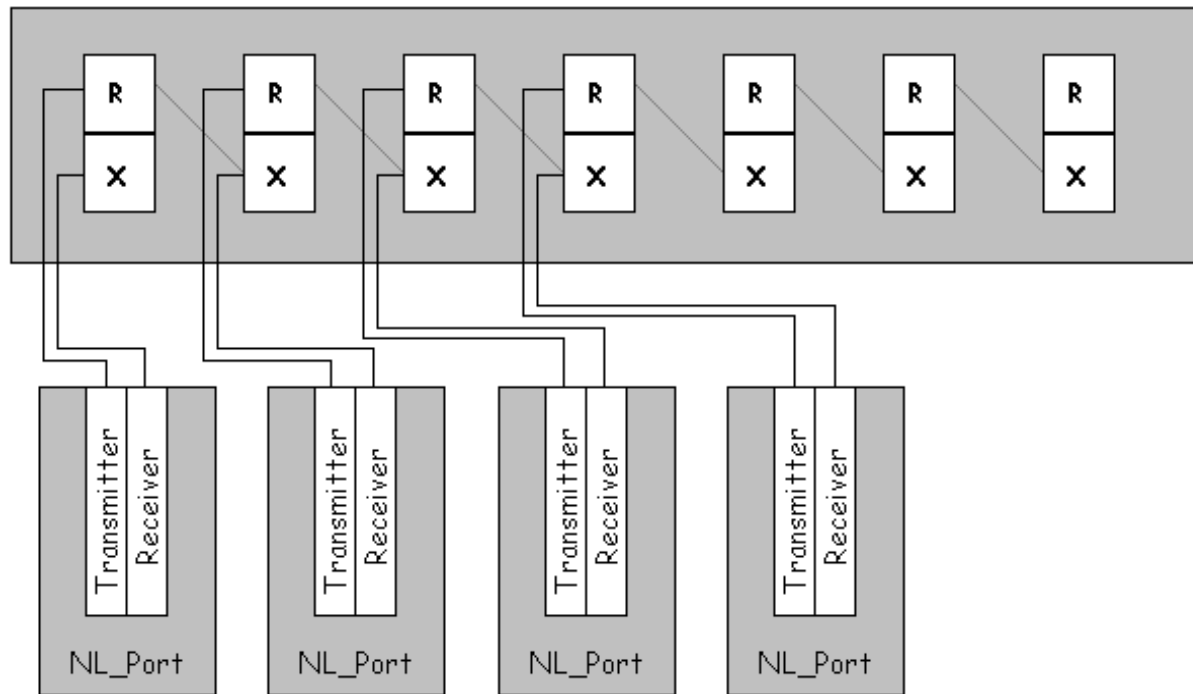 R R R R R R R
X X X X X X X
Transmitter
Receiver
Transmitter
Receiver
Transmitter
Receiver
Transmitter
Receiver
NL_Port NL_Port NL_Port NL_Port